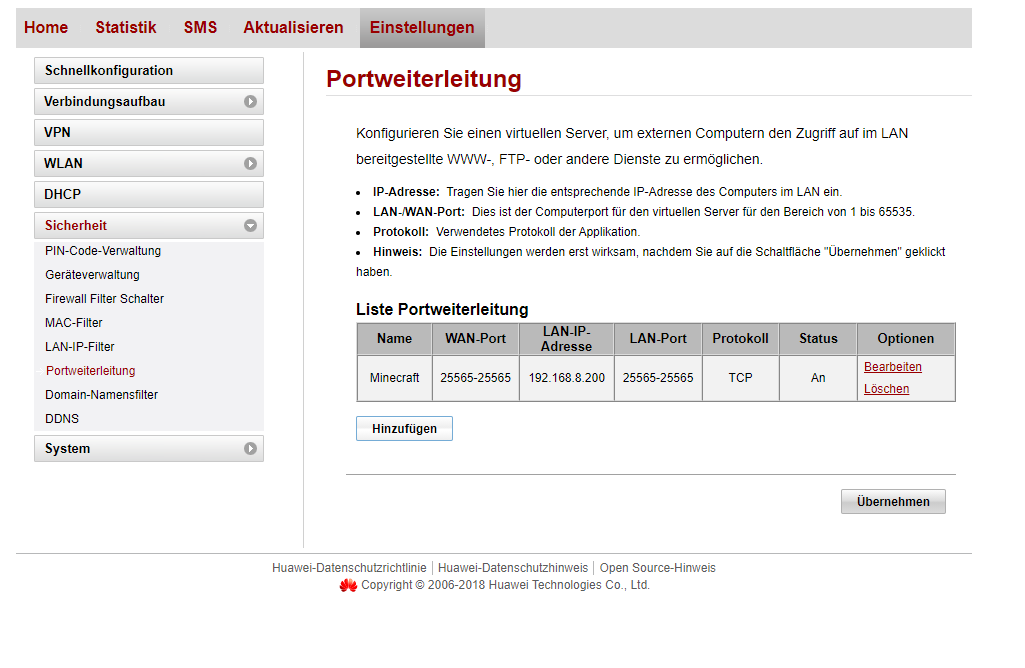 Home Statistik SMS Aktualisieren Einstellungen
Schnellkonfiguration
Verbindungsaufbau
VPN
WLAN
DHCP
Sicherheit
PIN-Code-Verwaltung
Geräteverwaltung
Firewall Filter Schalter
MAC-Filter
LAN-IP-Filter
Portweiterleitung
Domain-Namensfilter
DDNS
System
Portweiterleitung
Konfigurieren Sie einen virtuellen Server, um externen Computern den Zugriff auf im LAN
bereitgestellte WWW-, FTP- oder andere Dienste zu ermöglichen.
• IP-Adresse: Tragen Sie hier die entsprechende IP-Adresse des Computers im LAN ein.
• LAN-/WAN-Port: Dies ist der Computerport für den virtuellen Server für den Bereich von 1 bis 65535.
• Protokoll: Verwendetes Protokoll der Applikation.
• Hinweis: Die Einstellungen werden erst wirksam, nachdem Sie auf die Schaltfläche "Übernehmen" geklickt
haben.
Liste Portweiterleitung
Name WAN-Port LAN-IP-Adresse LAN-Port Protokoll Status Optionen
Minecraft 25565-25565 192.168.8.200 25565-25565 TCP An Bearbeiten
Löschen
Hinzufügen
Übernehmen
Huawei-Datenschutzrichtlinie | Huawei-Datenschutzhinweis | Open Source-Hinweis
Copyright © 2006-2018 Huawei Technologies Co., Ltd.